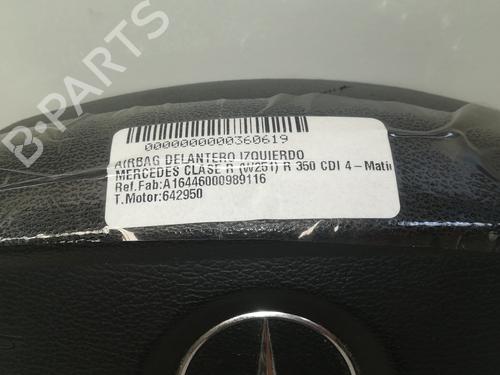 0000000000360619
AIRBAG DELANTERO IZQUIERDO
MERCEDES CLASE R (W251) R 350 CDI 4-Matic
Ref.Fab:A16446000989116
T.Motor:642950
B-PARTS